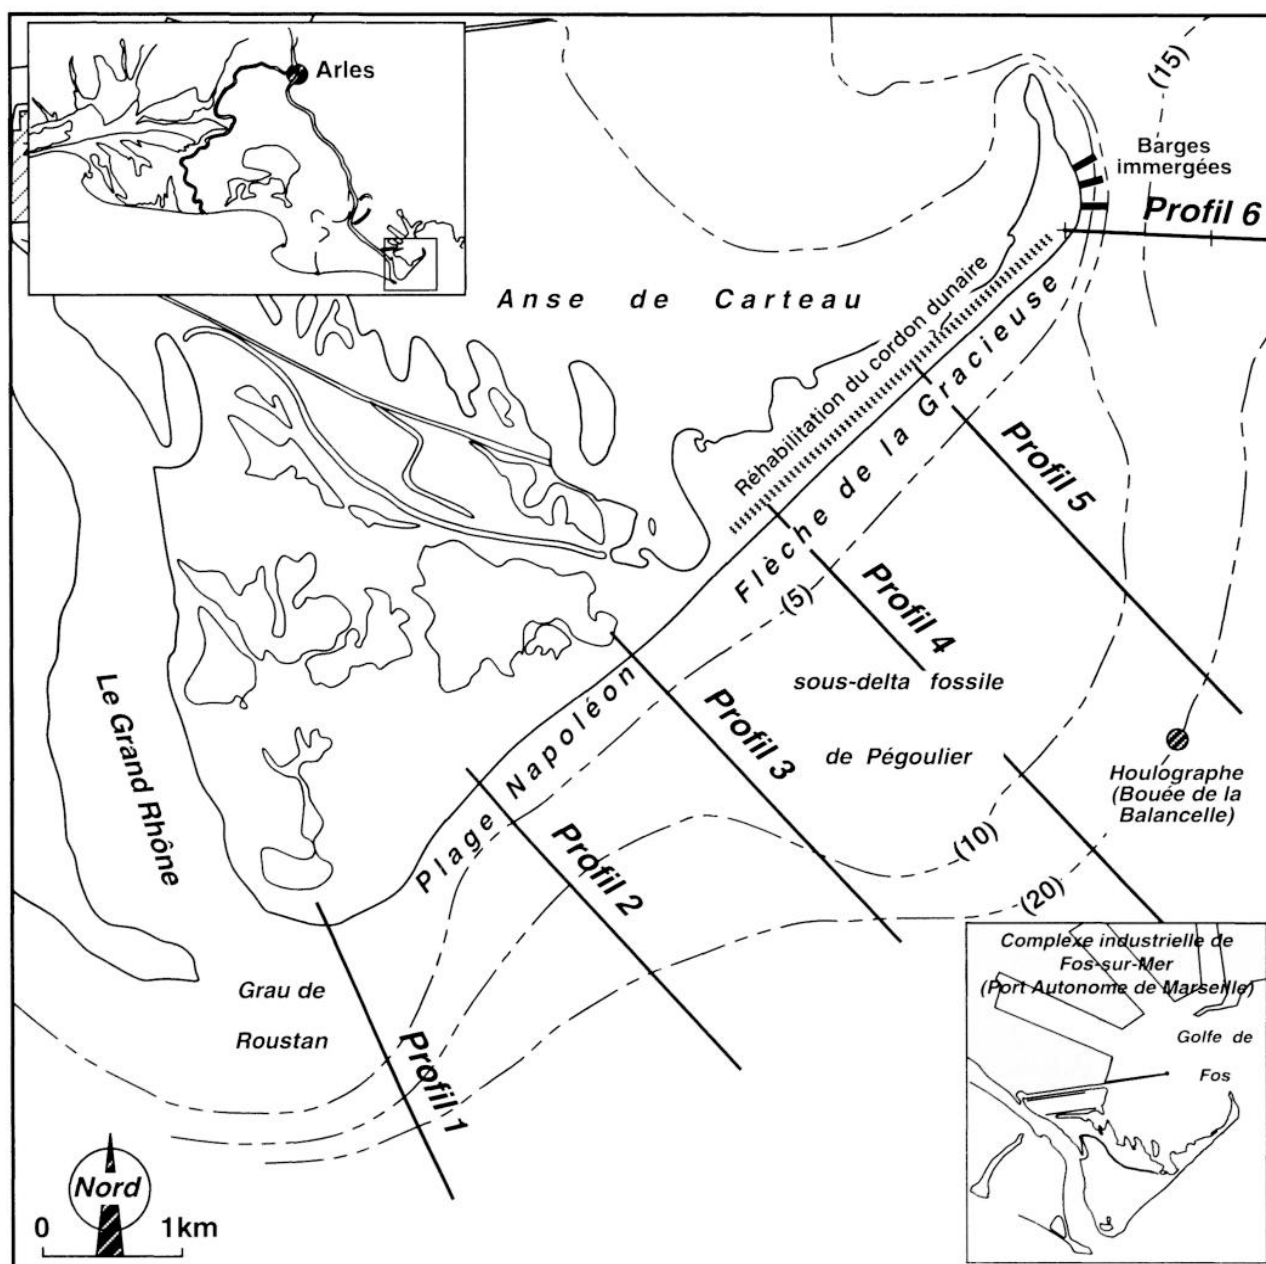 Arles
(15)
Barges
immergées
Profil 6
Anse de Carteau
Réhabilitation du cordon dunaire
Flèche de la Gracieuse
Profil 5
(5)
Profil 4
sous-delta fossile
de Pégoulier
Profil 3
Plage Napoléon
Le Grand Rhône
Houlographe
(Bouée de la
Balancelle)
Profil 2
(10)
(20)
Complexe industrielle de
Fos-sur-Mer
(Port Autonome de Marseille)
Golfe de
Fos
Grau de
Roustan
Profil 1
Nord
0 1km